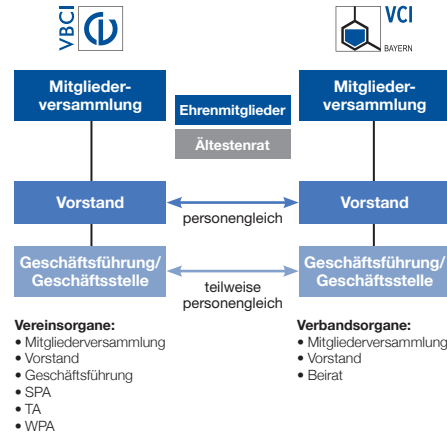 VBCI
VCI
BAYERN
Mitglieder-
versammlung
Mitglieder-
versammlung
Ehrenmitglieder
Ältestenrat
Vorstand
personengleich
Vorstand
Geschäftsführung/
Geschäftsstelle
teilweise
personengleich
Geschäftsführung/
Geschäftsstelle
Vereinsorgane:
• Mitgliederversammlung
• Vorstand
• Geschäftsführung
• SPA
• TA
• WPA
Verbandsorgane:
• Mitgliederversammlung
• Vorstand
• Beirat